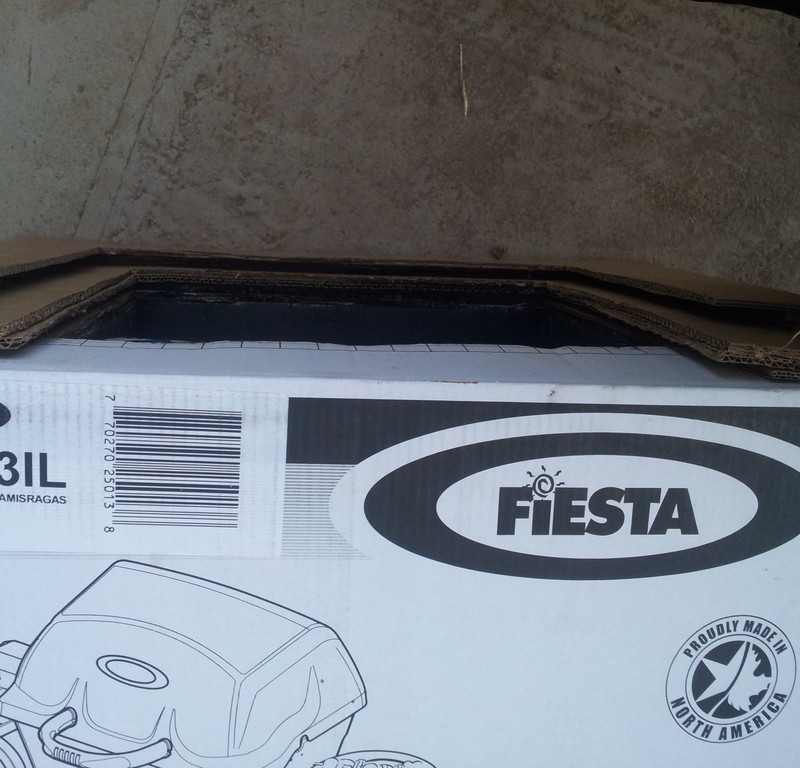 3IL
AMISRAGAS
7 70270 25013 8
FiESTA
PROUDLY MADE IN
NORTH AMERICA